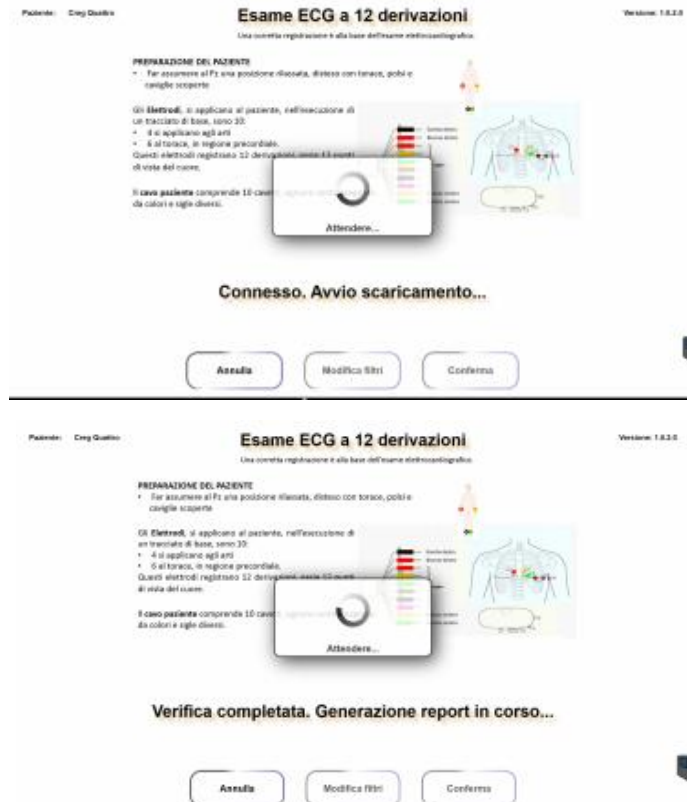 Paziente: Creg Quattro
Esame ECG a 12 derivazioni
Versione: 1.6.2.0
Una corretta registrazione è alla base dell'esame elettrocardiografico.
PREPARAZIONE DEL PAZIENTE
• Far assumere al Pz una posizione rilassata, disteso con torace, polsi e
caviglie scoperte
Gli Elettrodi, si applicano al paziente, nell'esecuzione di
un tracciato di base, sono 10:
• 4 si applicano agli arti
• 6 al torace, in regione precordiale.
Questi elettrodi registrano 12 derivazioni, ossia 12 punti
di vista del cuore.
Il cavo paziente comprende 10 cavetti,
da colori e sigle diversi.
Attendere...
Connesso. Avvio scaricamento...
Annulla
Modifica filtri
Conferma
Paziente: Creg Quattro
Esame ECG a 12 derivazioni
Versione: 1.6.2.0
Una corretta registrazione è alla base dell'esame elettrocardiografico.
PREPARAZIONE DEL PAZIENTE
• Far assumere al Pz una posizione rilassata, disteso con torace, polsi e
caviglie scoperte
Gli Elettrodi, si applicano al paziente, nell'esecuzione di
un tracciato di base, sono 10:
• 4 si applicano agli arti
• 6 al torace, in regione precordiale.
Questi elettrodi registrano 12 derivazioni, ossia 12 punti
di vista del cuore.
Il cavo paziente comprende 10 cavetti,
da colori e sigle diversi.
Attendere...
Verifica completata. Generazione report in corso...
Annulla
Modifica filtri
Conferma